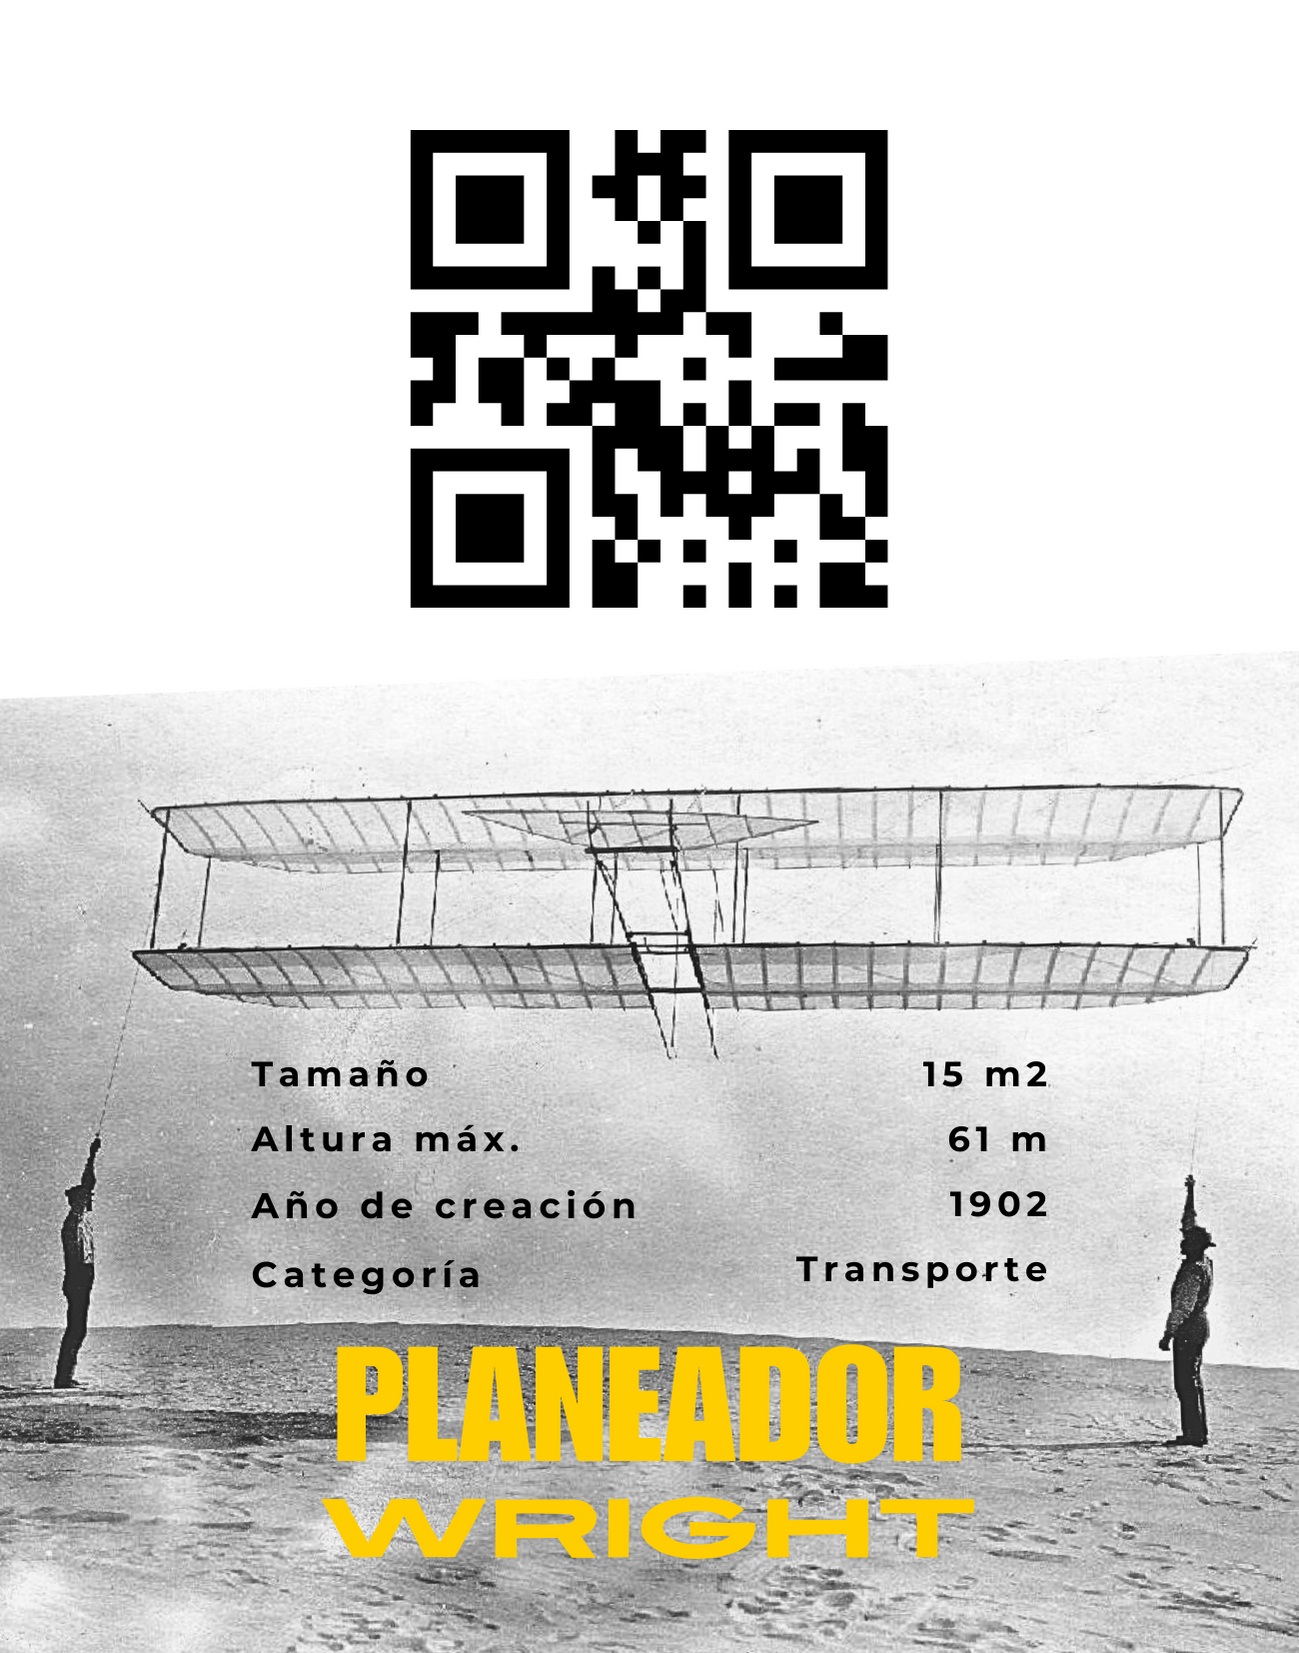 Tamaño 15 m2
Altura máx. 61 m
Año de creación 1902
Categoría Transporte
PLANEADOR
WRIGHT